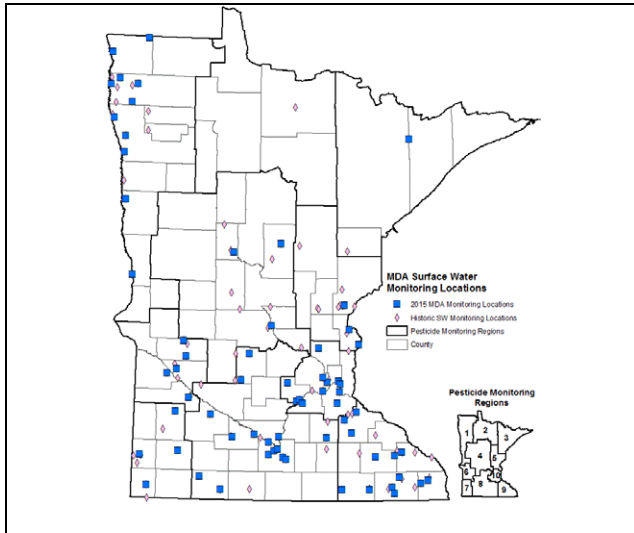 MDA Surface Water
Monitoring Locations
2015 MDA Monitoring Locations
Historic SW Monitoring Locations
Pesticide Monitoring Regions
County
Pesticide Monitoring
Regions
1
2
3
4
5
6
10
7
8
9